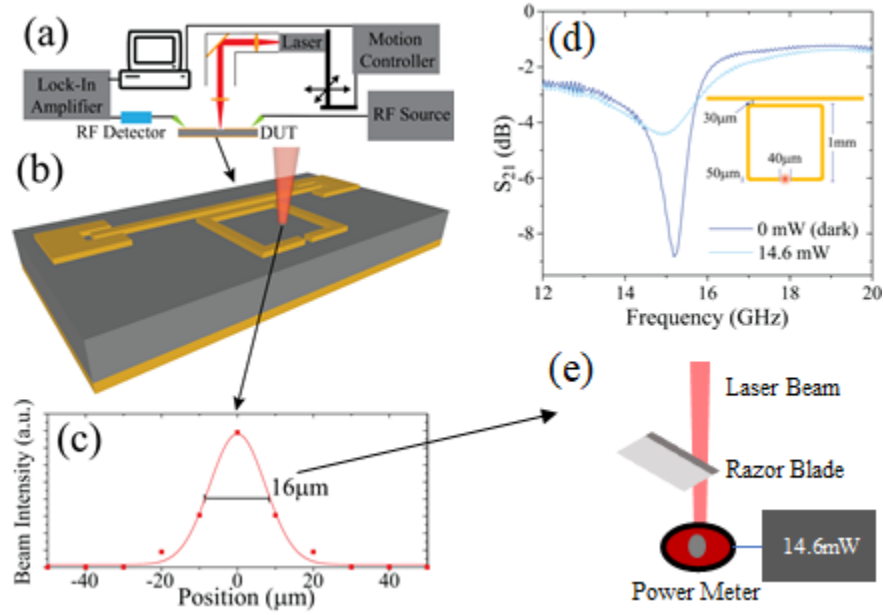 (a)
Laser
Motion
Controller
Lock-In
Amplifier
RF Detector
DUT
RF Source
(b)
(c)
Beam Intensity (a.u.)
16μm
-40 -20 0 20 40
Position (μm)
(d)
S21 (dB)
-2
-4
-6
-8
30μm
1mm
40μm
50μm
0 mW (dark)
14.6 mW
12 14 16 18 20
Frequency (GHz)
(e)
Laser Beam
Razor Blade
14.6mW
Power Meter